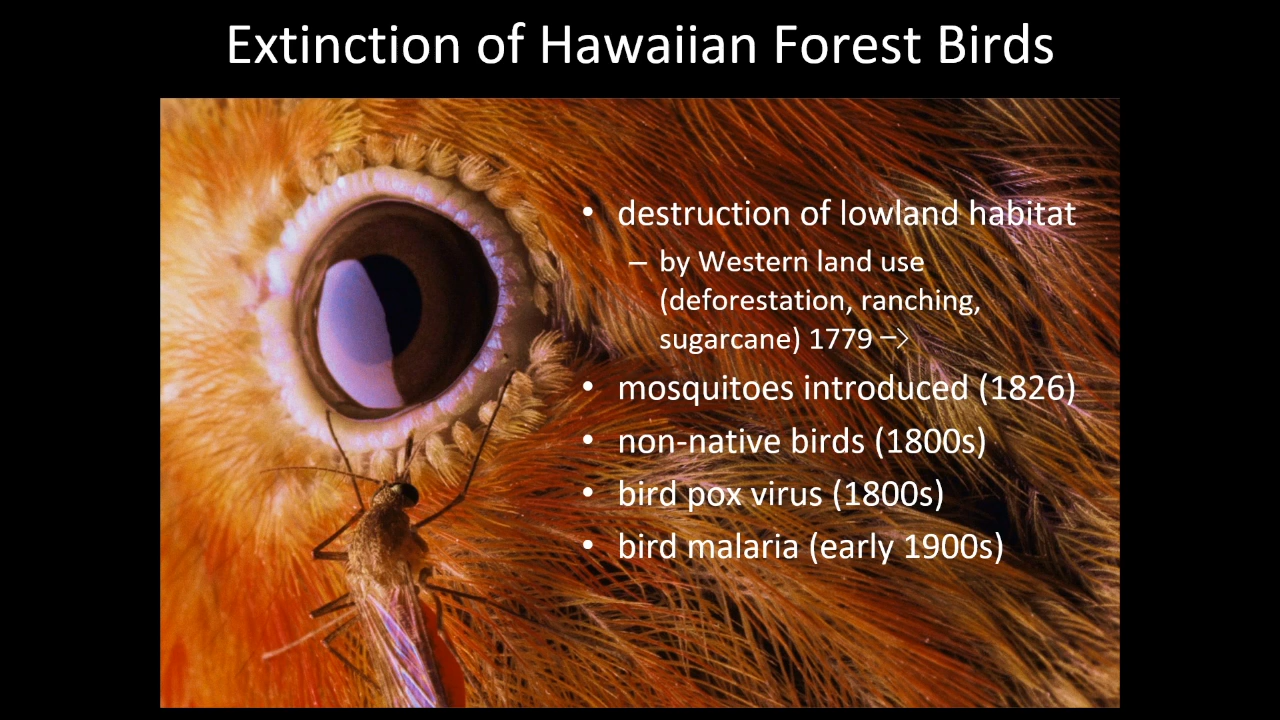 Extinction of Hawaiian Forest Birds
• destruction of lowland habitat
– by Western land use
(deforestation, ranching,
sugarcane) 1779 –>
• mosquitoes introduced (1826)
• non-native birds (1800s)
• bird pox virus (1800s)
• bird malaria (early 1900s)